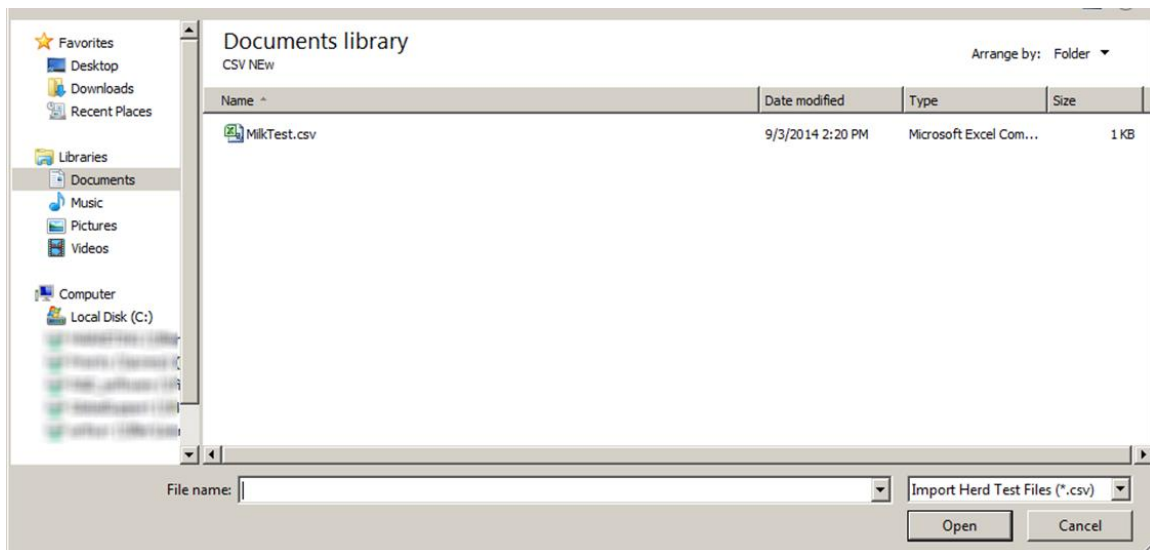 Favorites
Desktop
Downloads
Recent Places
Libraries
Documents
Music
Pictures
Videos
Computer
Local Disk (C:)
Documents library
CSV NEw
Arrange by: Folder
Name Date modified Type Size
MilkTest.csv 9/3/2014 2:20 PM Microsoft Excel Com... 1 KB
File name: Import Herd Test Files (*.csv)
Open Cancel